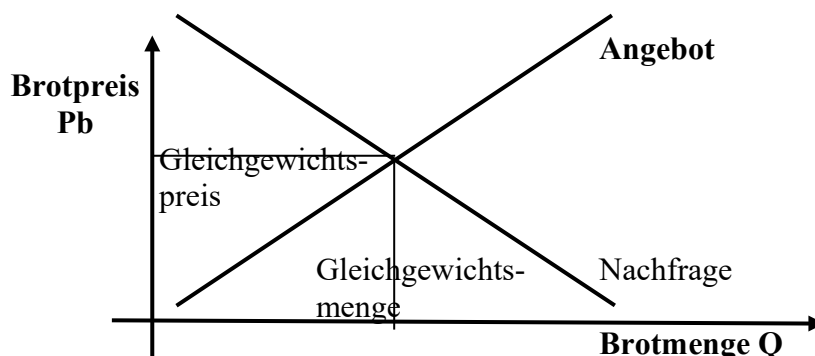 Angebot
Brotpreis
Pb
Gleichgewichts-
preis
Gleichgewichts-
menge
Nachfrage
Brotmenge Q